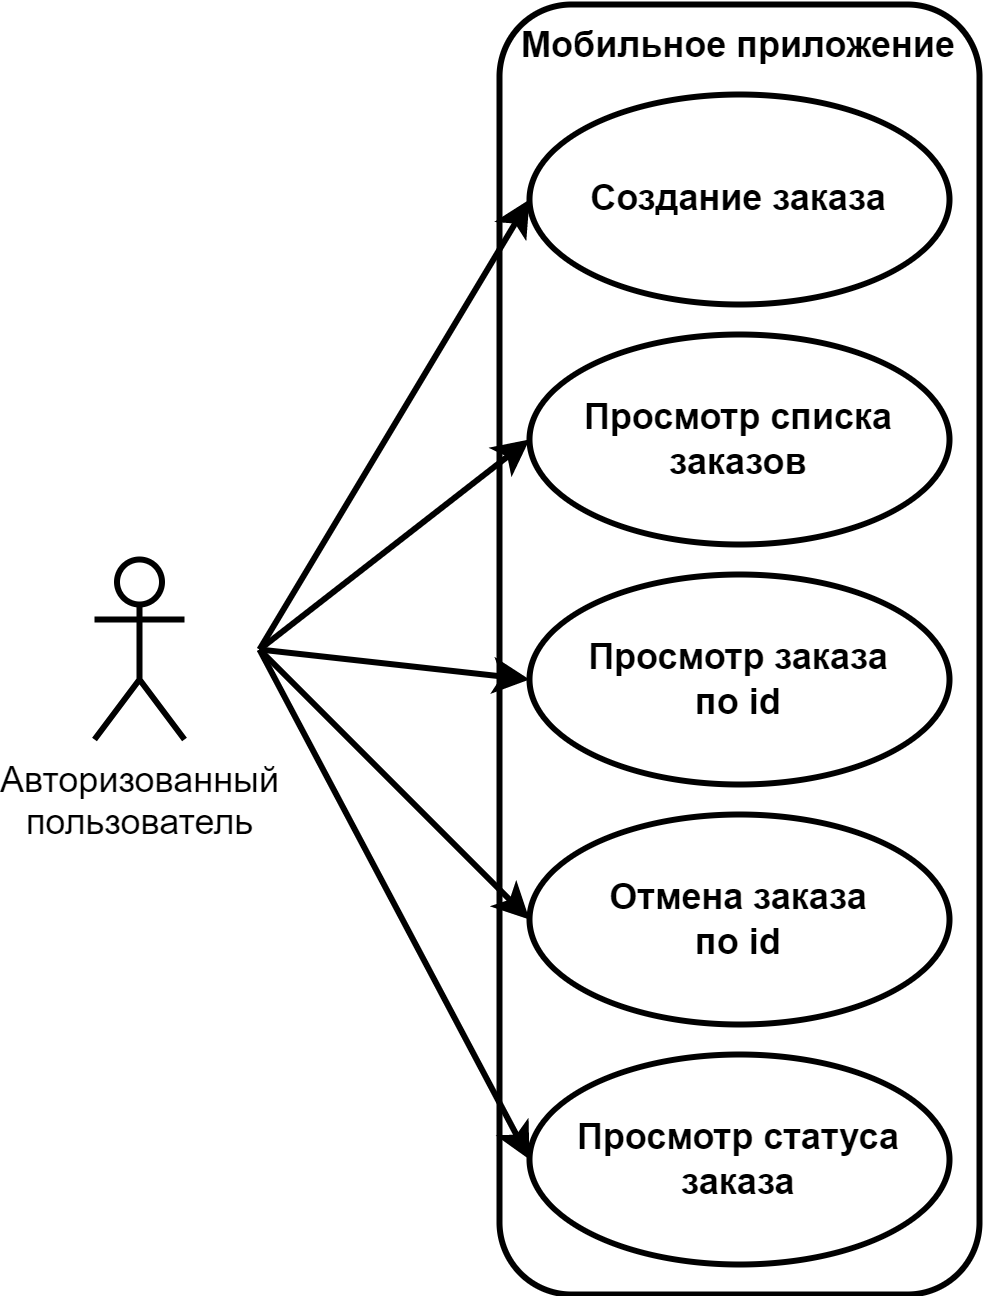 Мобильное приложение
Создание заказа
Просмотр списка
заказов
Просмотр заказа
по id
Отмена заказа
по id
Просмотр статуса
заказа
Авторизованный
пользователь